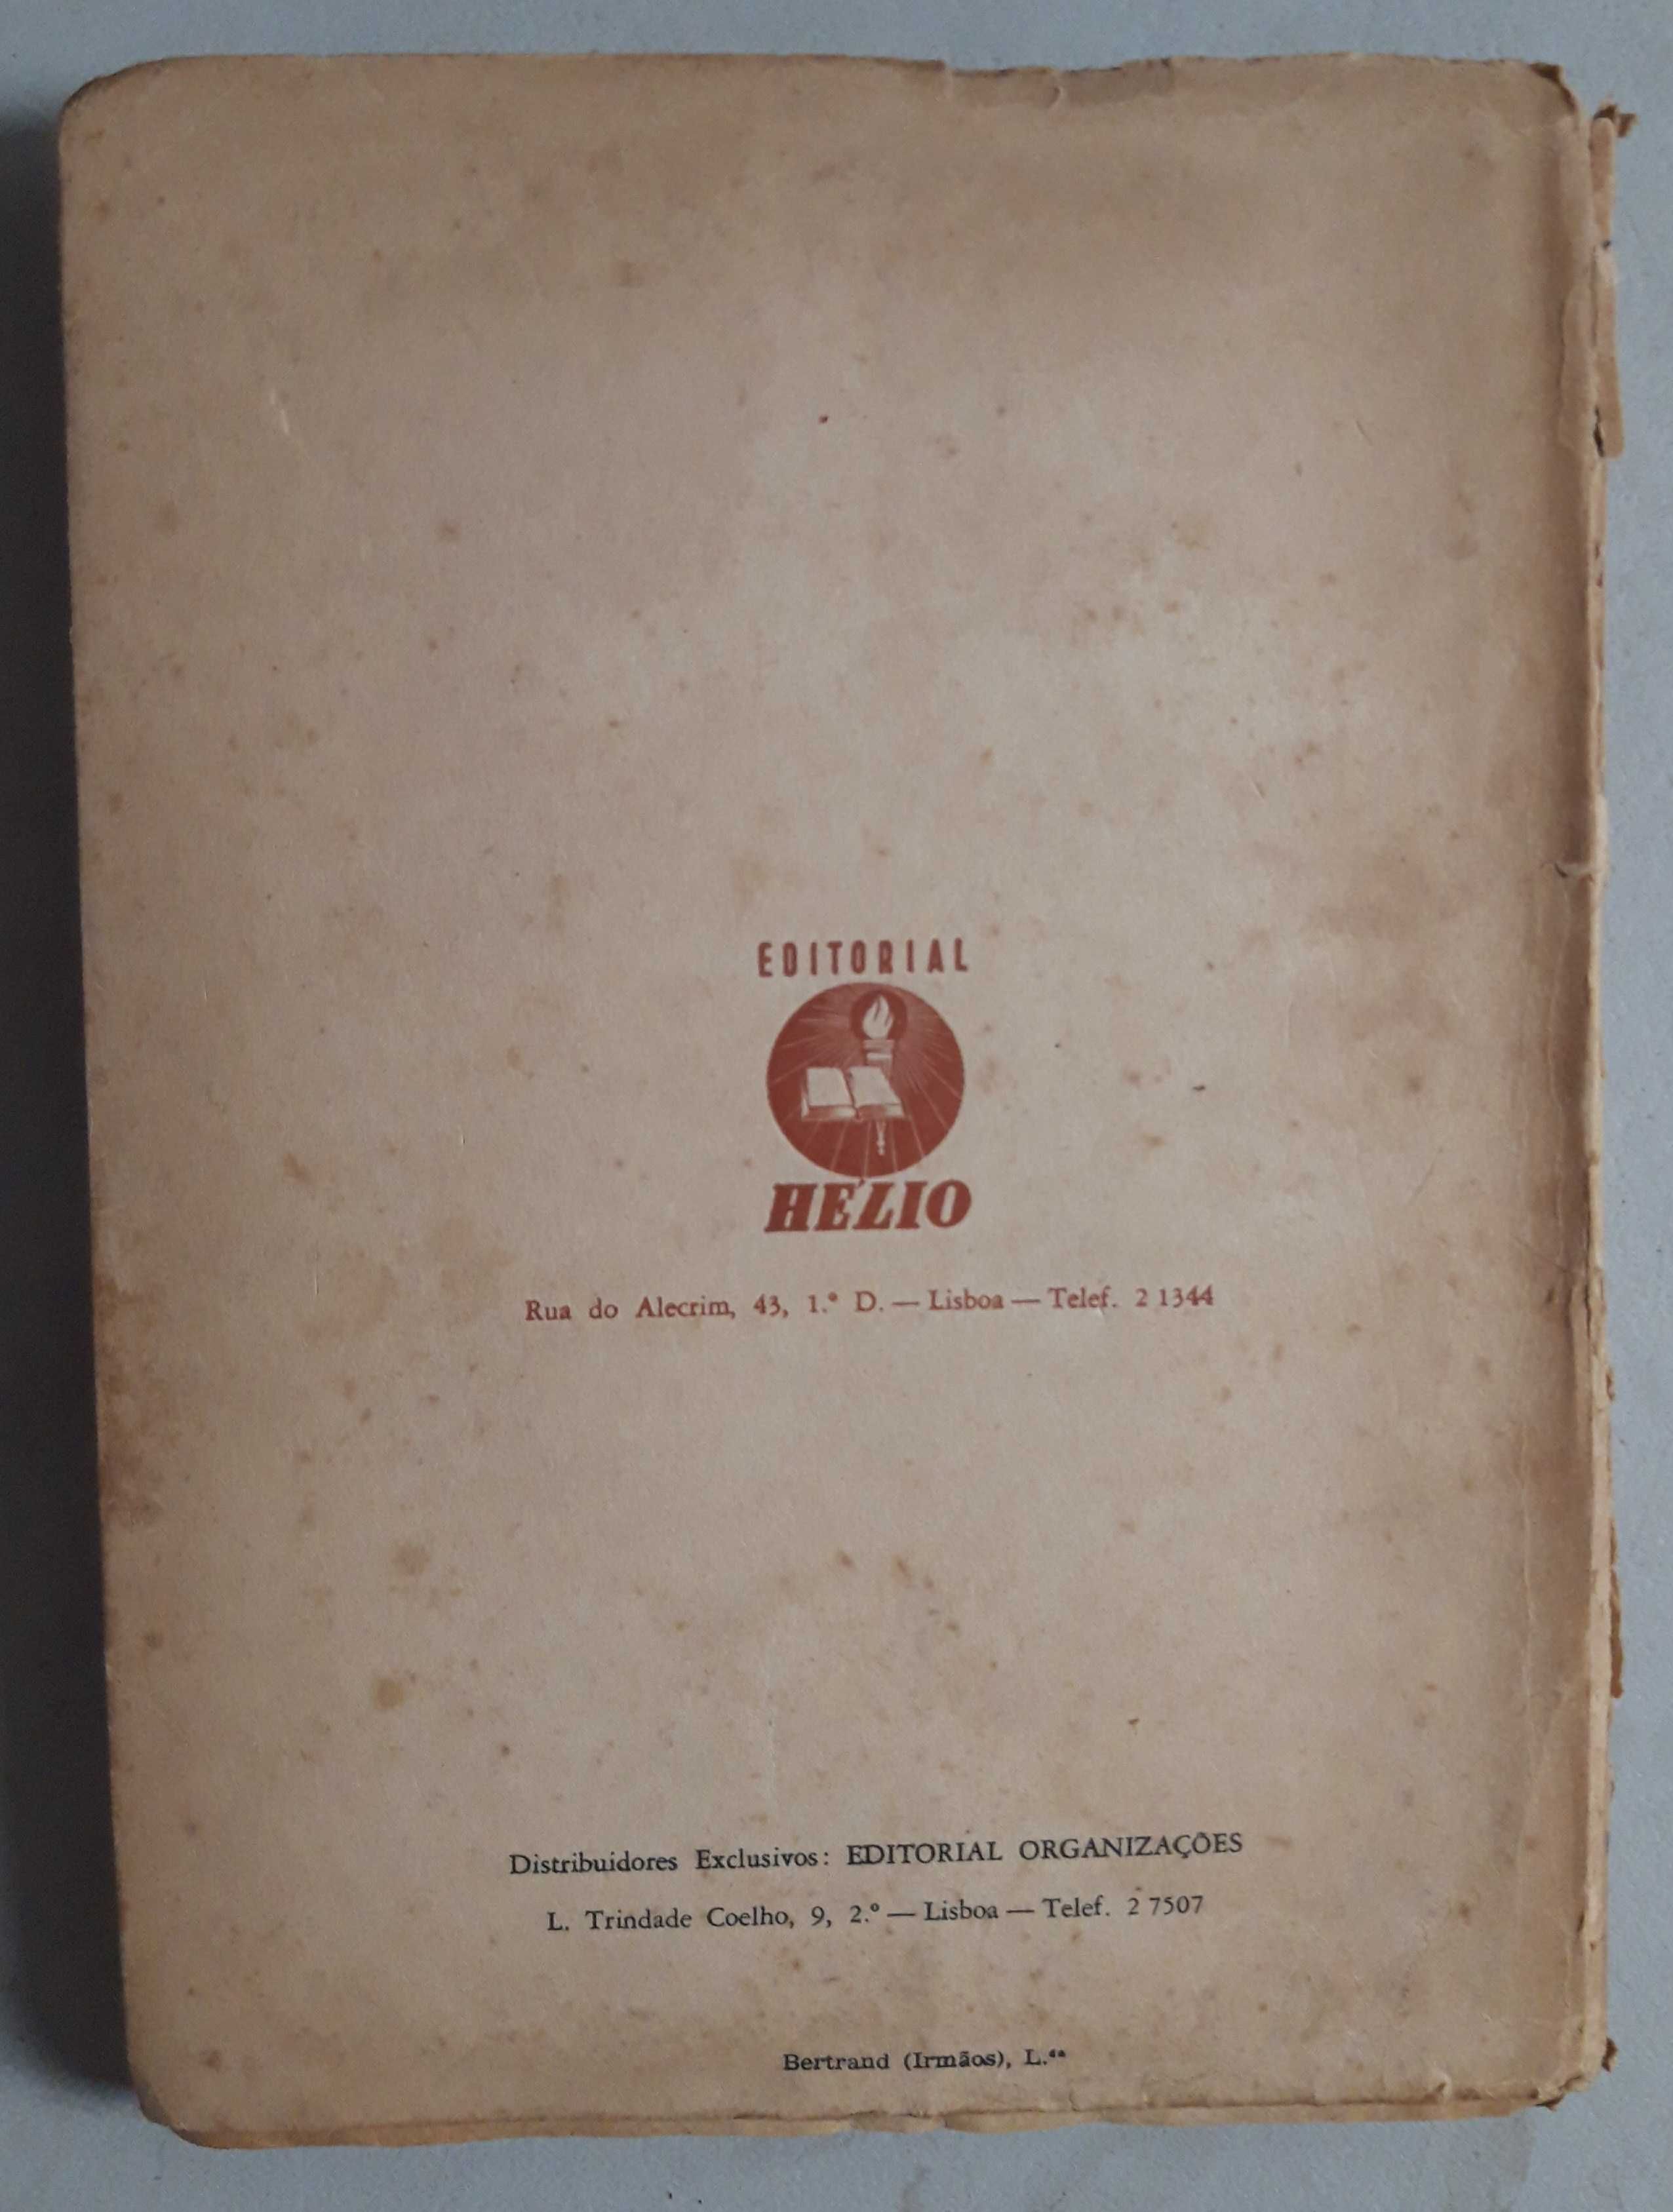 EDITORIAL
HÉLIO
Rua do Alecrim, 43, 1.º D. — Lisboa — Telef. 2 1344
Distribuidores Exclusivos: EDITORIAL ORGANIZAÇÕES
L. Trindade Coelho, 9, 2.º — Lisboa — Telef. 2 7507
Bertrand (Irmãos), L.ᵈᵃ